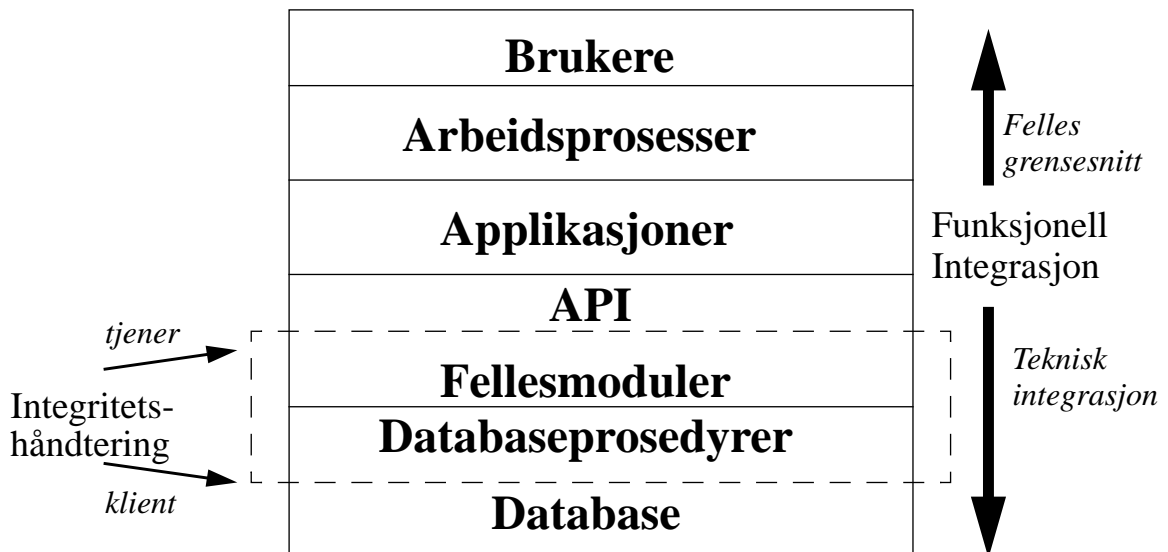 Brukere
Arbeidsprosesser
Applikasjoner
API
Fellesmoduler
Databaseprosedyrer
Database
tjener
Integritets-
håndtering
klient
Felles
grensesnitt
Funksjonell
Integrasjon
Teknisk
integrasjon